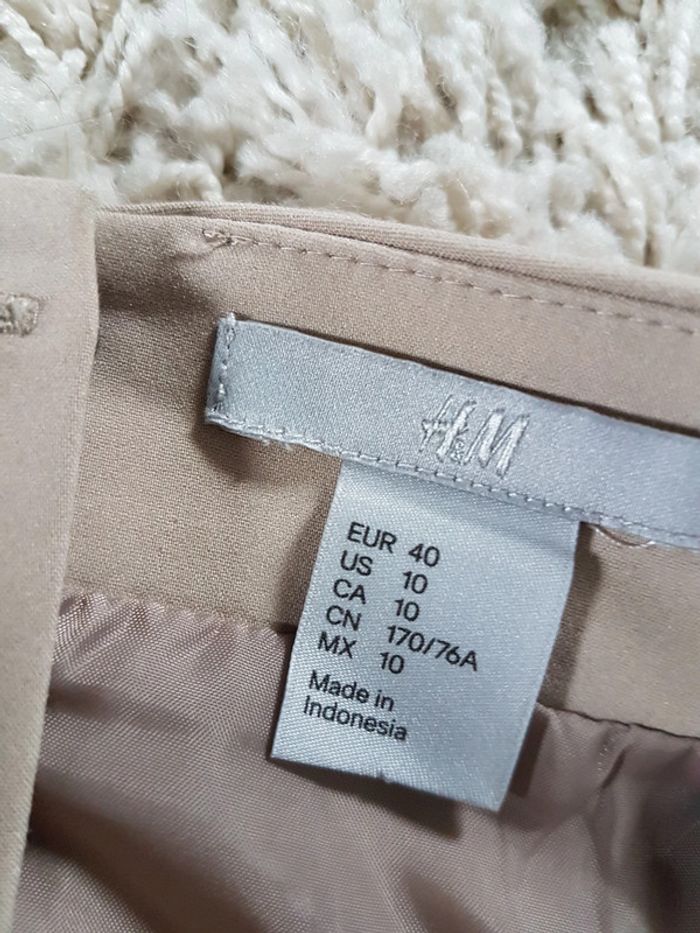 H&M
EUR 40
US 10
CA 10
CN 170/76A
MX 10
Made in
Indonesia